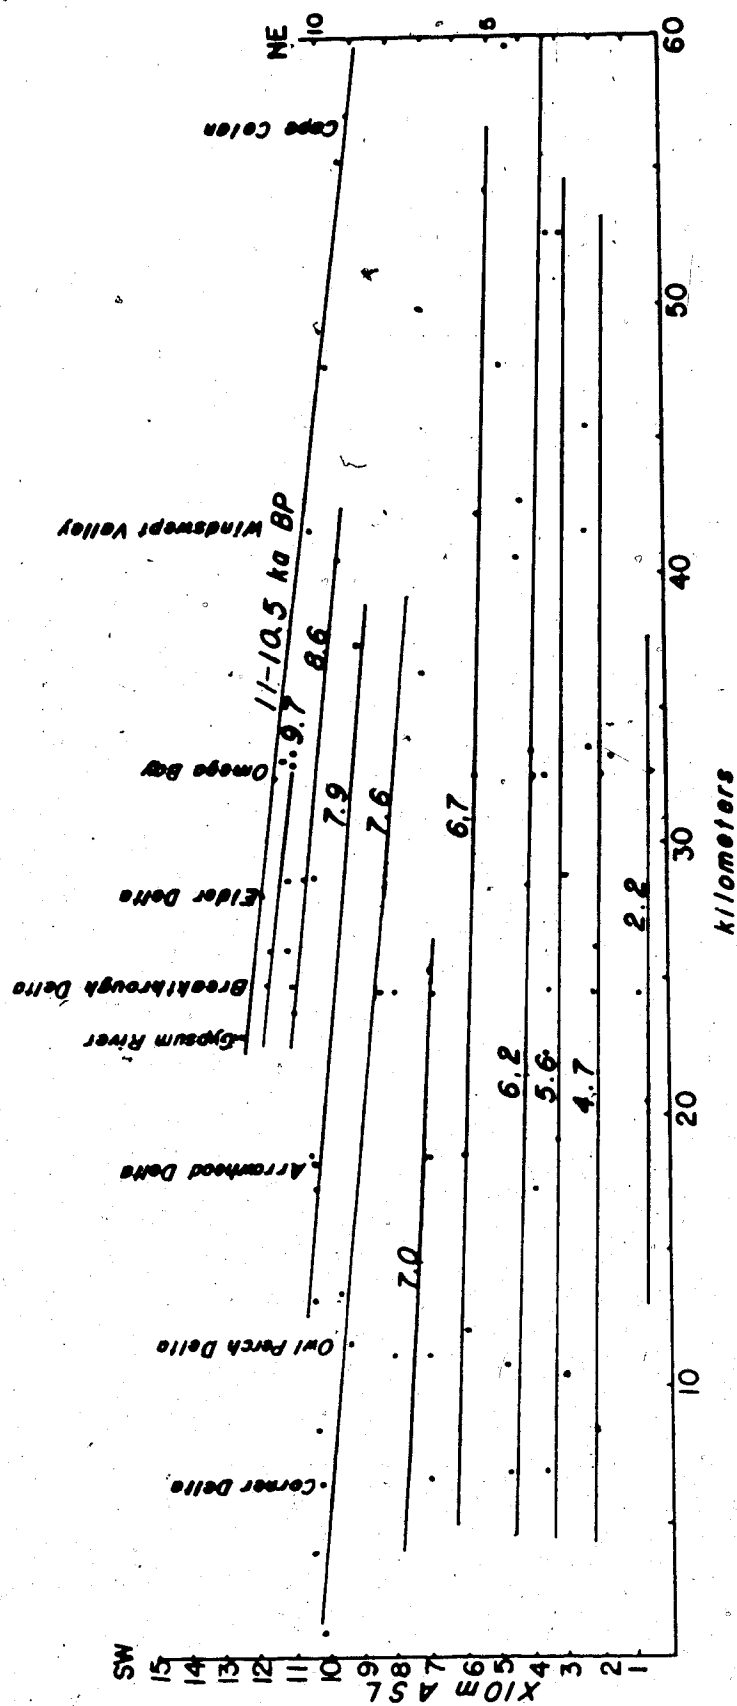 SW
NE
15
14
13
12
11
10
9
8
7
6
5
4
3
2
1
X10m ASL
10
5
Corner Delta
Owl Perch Delta
Arrowhead Delta
Gypsum River
Breakthrough Delta
Eider Delta
Omega Bay
Windswept Valley
Cape Colan
11-10.5 ka BP
9.7
8.6
7.9
7.6
7.0
6.7
6.2
5.6
4.7
2.2
10
20
30
40
50
60
kilometers